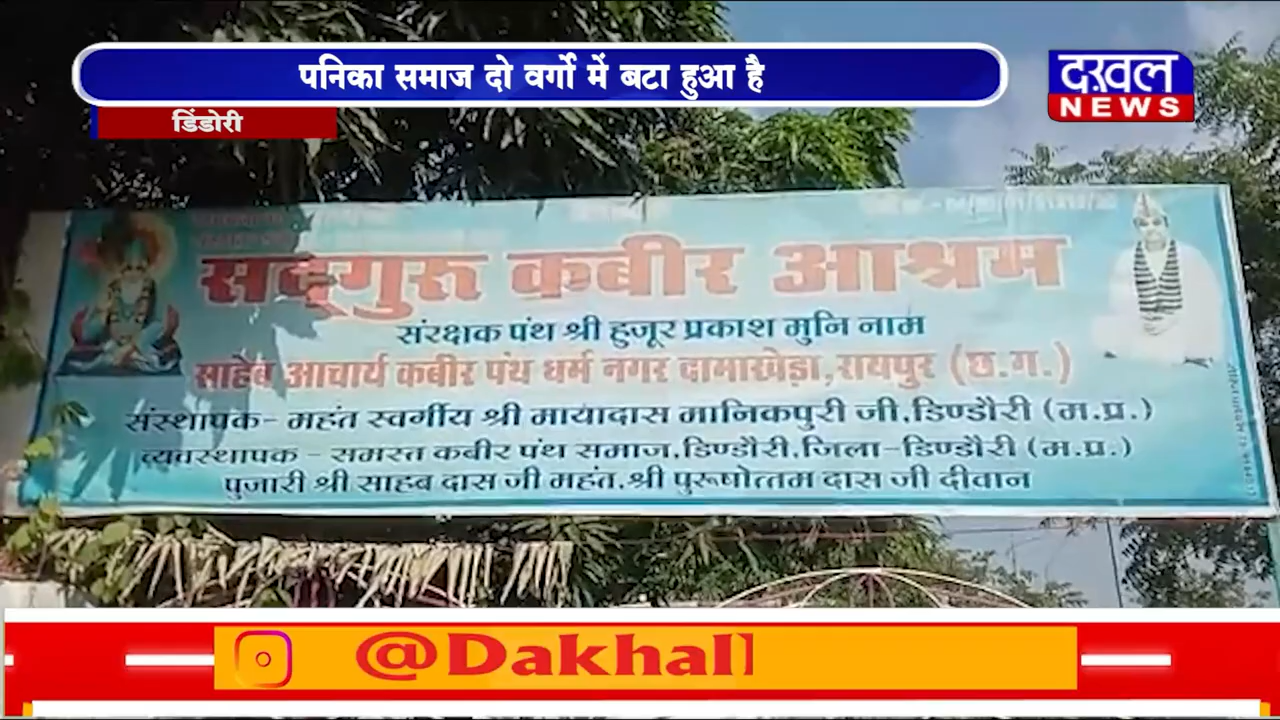 पनिका समाज दो वर्गो में बटा हुआ है
दख़ल
NEWS
डिंडोरी
सद्गुरु कबीर आश्रम
संरक्षक पंथ श्री हुजूर प्रकाश मुनि नाम
साहेब आचार्य कबीर पंथ धर्म नगर दामाखेड़ा,रायपुर (छ.ग.)
संस्थापक- महंत स्वर्गीय श्री मायादास मानिकपुरी जी,डिण्डौरी (म.प्र.)
व्यवस्थापक - समस्त कबीर पंथ समाज,डिण्डौरी,जिला-डिण्डौरी (म.प्र.)
पुजारी श्री साहब दास जी महंत,श्री पुरूषोत्तम दास जी दीवान
@Dakhal